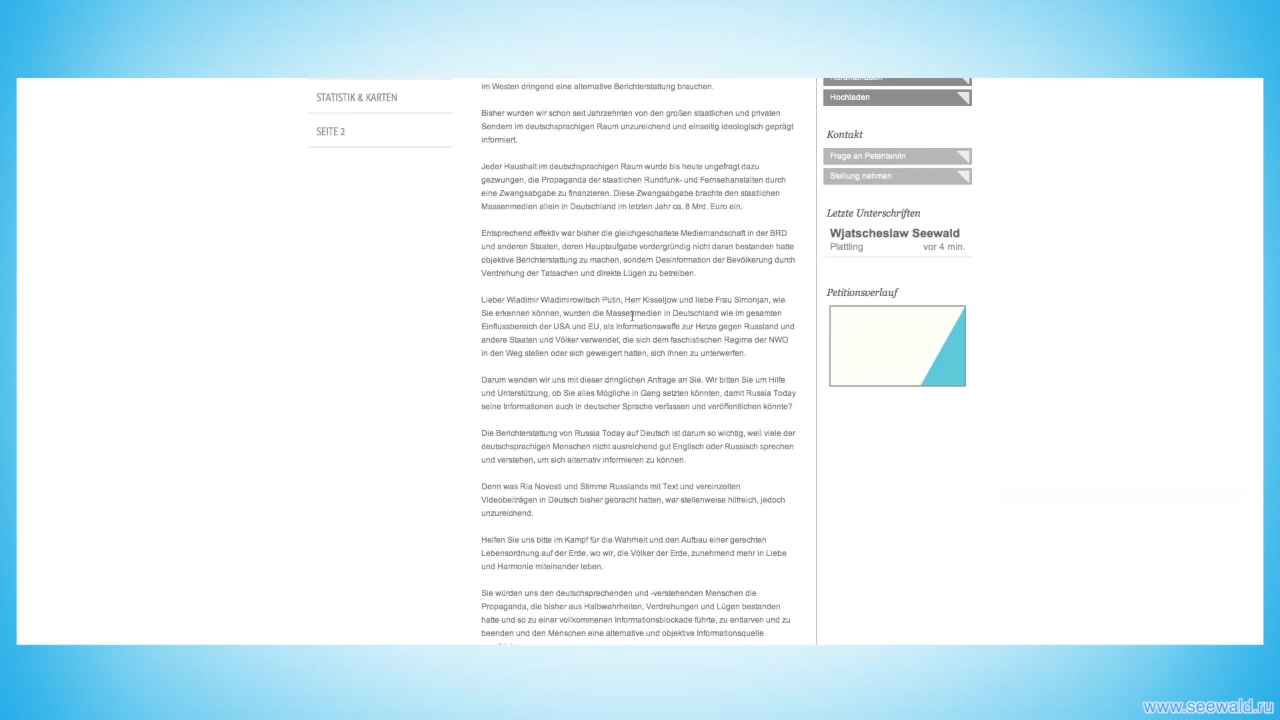 STATISTIK & KARTEN
SEITE 2
im Westen dringend eine alternative Berichterstattung brauchen.
Bisher wurden wir schon seit Jahrzehnten von den großen staatlichen und privaten
Sendern im deutschsprachigen Raum unzureichend und einseitig ideologisch geprägt
informiert.
Jeder Haushalt im deutschsprachigen Raum wurde bis heute ungefragt dazu
gezwungen, die Propaganda der staatlichen Rundfunk- und Fernsehanstalten durch
eine Zwangsabgabe zu finanzieren. Diese Zwangsabgabe brachte den staatlichen
Massenmedien allein in Deutschland im letzten Jahr ca. 8 Mrd. Euro ein.
Entsprechend effektiv war bisher die gleichgeschaltete Medienlandschaft in der BRD
und anderen Staaten, deren Hauptaufgabe vordergründig nicht daran bestanden hatte
objektive Berichterstattung zu machen, sondern Desinformation der Bevölkerung durch
Verdrehung der Tatsachen und direkte Lügen zu betreiben.
Lieber Wladimir Wladimirowitsch Putin, Herr Kisseljow und liebe Frau Simonjan, wie
Sie erkennen können, wurden die Massenmedien in Deutschland wie im gesamten
Einflussbereich der USA und EU, als Informationswaffe zur Hetze gegen Russland und
andere Staaten und Völker verwendet, die sich dem faschistischen Regime der NWO
in den Weg stellen oder sich geweigert hatten, sich ihnen zu unterwerfen.
Darum wenden wir uns mit dieser dringlichen Anfrage an Sie. Wir bitten Sie um Hilfe
und Unterstützung, ob Sie alles Mögliche in Gang setzten könnten, damit Russia Today
seine Informationen auch in deutscher Sprache verfassen und veröffentlichen könnte?
Die Berichterstattung von Russia Today auf Deutsch ist darum so wichtig, weil viele der
deutschsprachigen Menschen nicht ausreichend gut Englisch oder Russisch sprechen
und verstehen, um sich alternativ informieren zu können.
Denn was Ria Novosti und Stimme Russlands mit Text und vereinzelten
Videobeiträgen in Deutsch bisher gebracht hatten, war stellenweise hilfreich, jedoch
unzureichend.
Helfen Sie uns bitte im Kampf für die Wahrheit und den Aufbau einer gerechten
Lebensordnung auf der Erde, wo wir, die Völker der Erde, zunehmend mehr in Liebe
und Harmonie miteinander leben.
Sie würden uns den deutschsprechenden und -verstehenden Menschen die
Propaganda, die bisher aus Halbwahrheiten, Verdrehungen und Lügen bestanden
hatte und so zu einer vollkommenen Informationsblockade führte, zu entlarven und zu
beenden und den Menschen eine alternative und objektive Informationsquelle
Hochladen
Kontakt
Frage an Petenten/in
Stellung nehmen
Letzte Unterschriften
Wjatscheslaw Seewald
Plattling vor 4 min.
Petitionsverlauf
www.seewald.ru